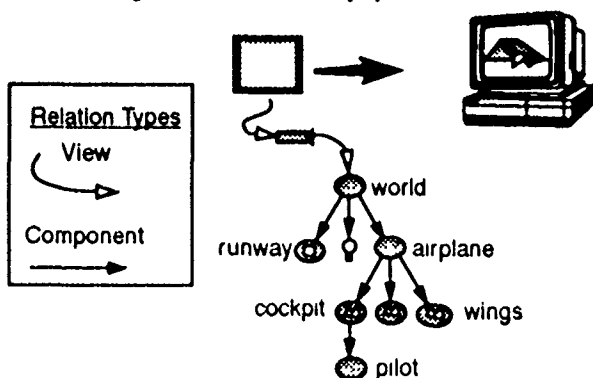 Relation Types
View
Component
world
runway
airplane
cockpit
wings
pilot